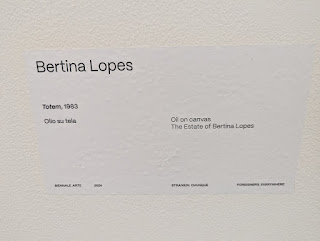 Bertina Lopes
Totem, 1983
Olio su tela
Oil on canvas
The Estate of Bertina Lopes
BIENNALE ARTE 2024 STRANIERI OVUNQUE FOREIGNERS EVERYWHERE